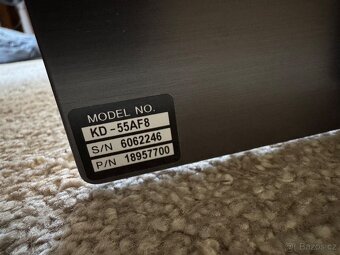 MODEL NO.
KD-55AF8
S/N 6062246
P/N 18957700
© Bazos.cz